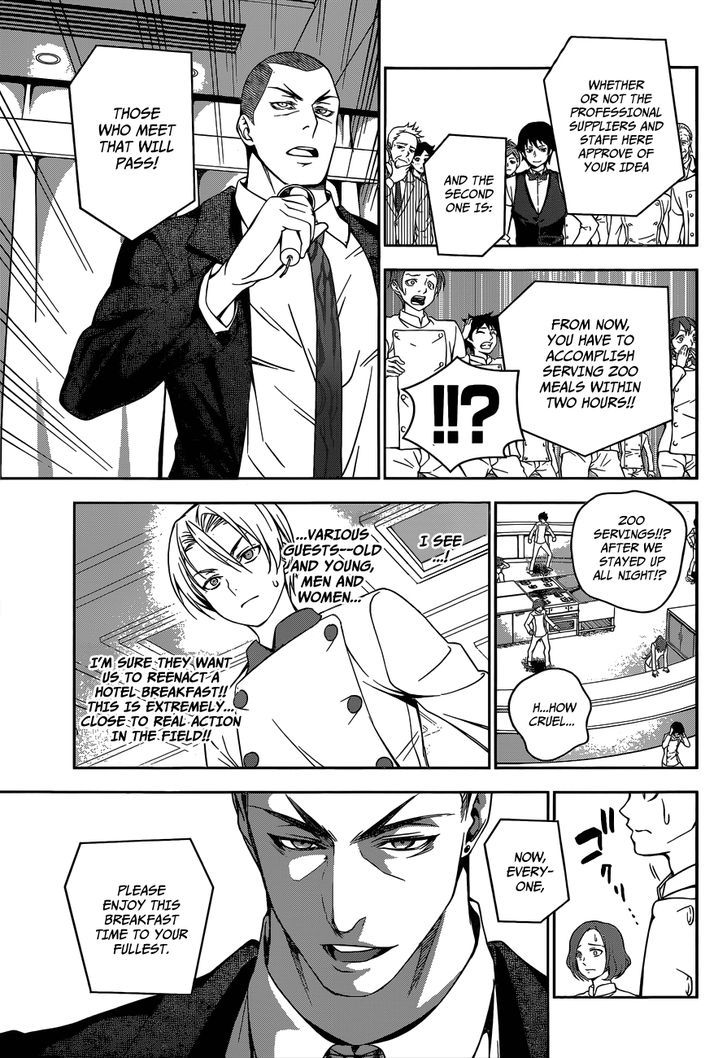 WHETHER
OR NOT THE
PROFESSIONAL
SUPPLIERS AND
STAFF HERE
APPROVE OF
YOUR IDEA
AND THE
SECOND
ONE IS:
FROM NOW,
YOU HAVE TO
ACCOMPLISH
SERVING 200
MEALS WITHIN
TWO HOURS!!
!!?
THOSE
WHO MEET
THAT WILL
PASS!
200
SERVINGS!!?
AFTER WE
STAYED UP
ALL NIGHT!?
H...HOW
CRUEL...
I SEE
...!
...VARIOUS
GUESTS--OLD
AND YOUNG,
MEN AND
WOMEN...
I'M SURE THEY WANT
US TO REENACT A
HOTEL BREAKFAST!!
THIS IS EXTREMELY...
CLOSE TO REAL ACTION
IN THE FIELD!!
NOW,
EVERY-
ONE,
PLEASE
ENJOY THIS
BREAKFAST
TIME TO YOUR
FULLEST.